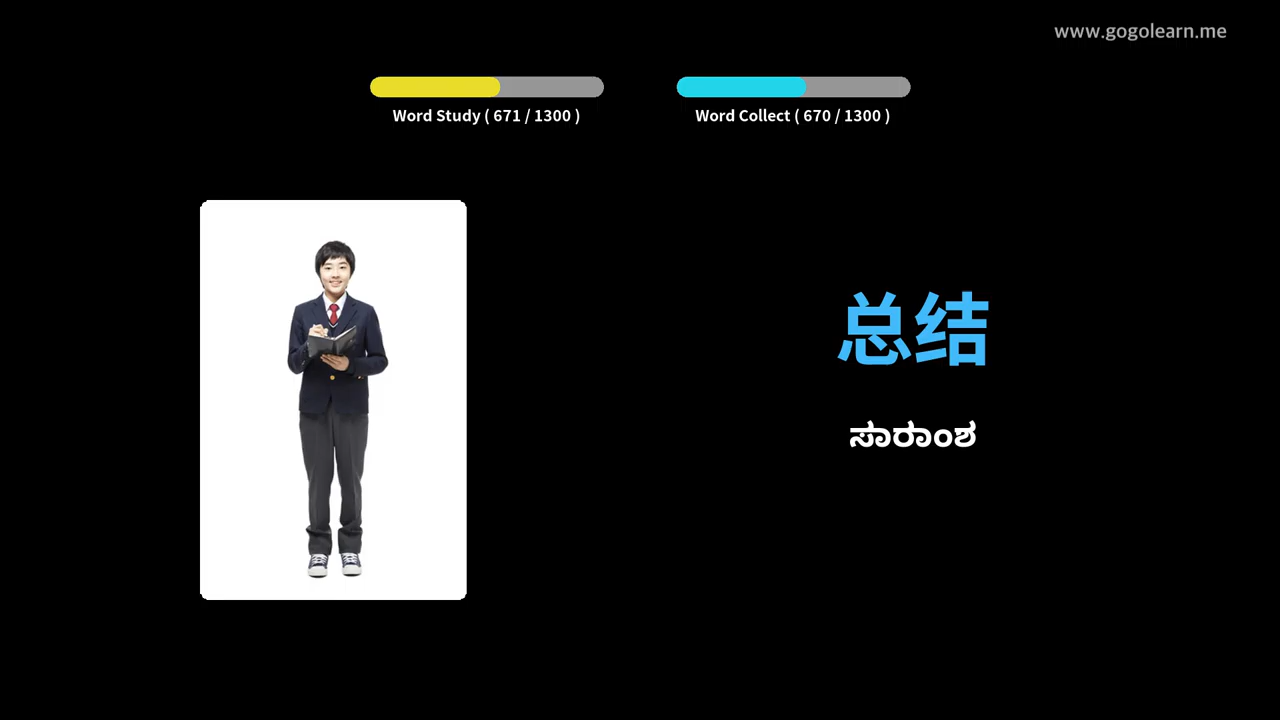 www.gogolearn.me
Word Study ( 671 / 1300 )
Word Collect ( 670 / 1300 )
总结
ಸಾರಾಂಶ